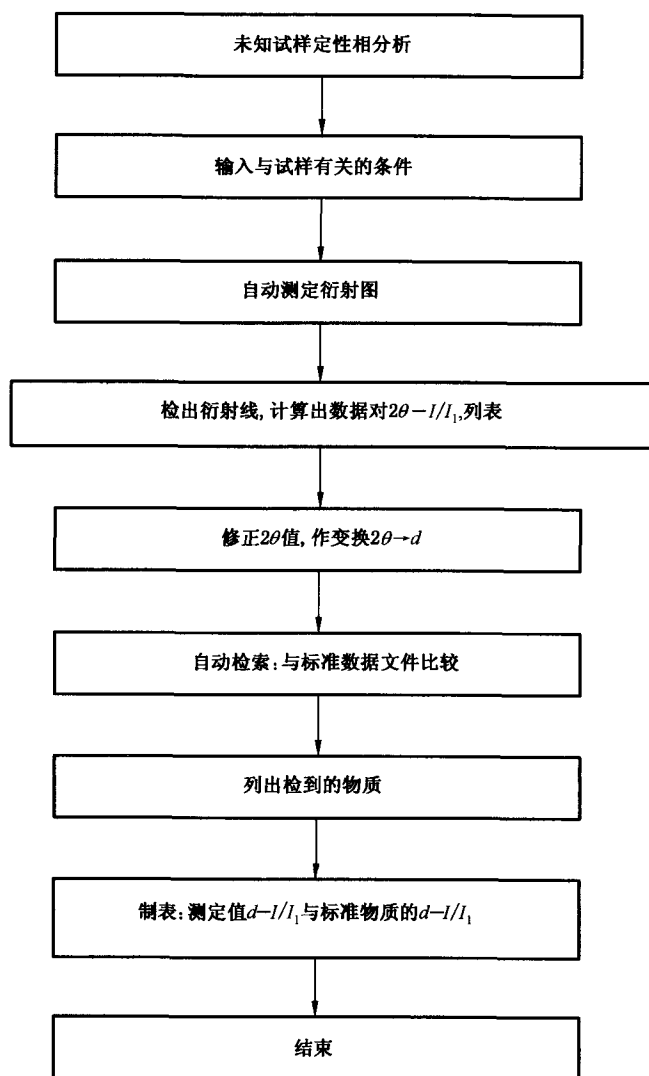 未知试样定性相分析
输入与试样有关的条件
自动测定衍射图
检出衍射线,计算出数据对2θ－I/I₁,列表
修正2θ值,作变换2θ→d
自动检索:与标准数据文件比较
列出检到的物质
制表:测定值d－I/I₁与标准物质的d－I/I₁
结束